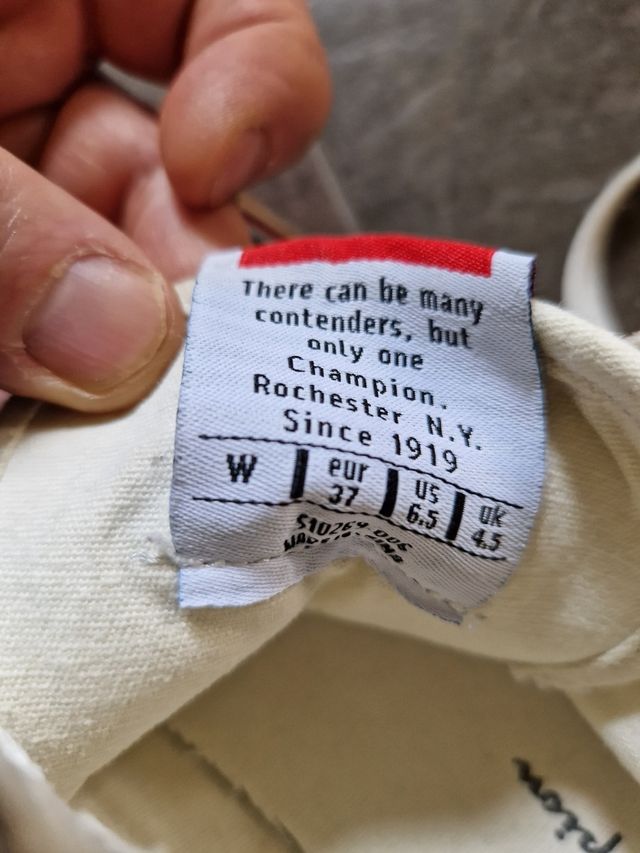 There can be many
contenders, but
only one
Champion.
Rochester N.Y.
Since 1919
W eur 37 us 6.5 uk 4.5
pion